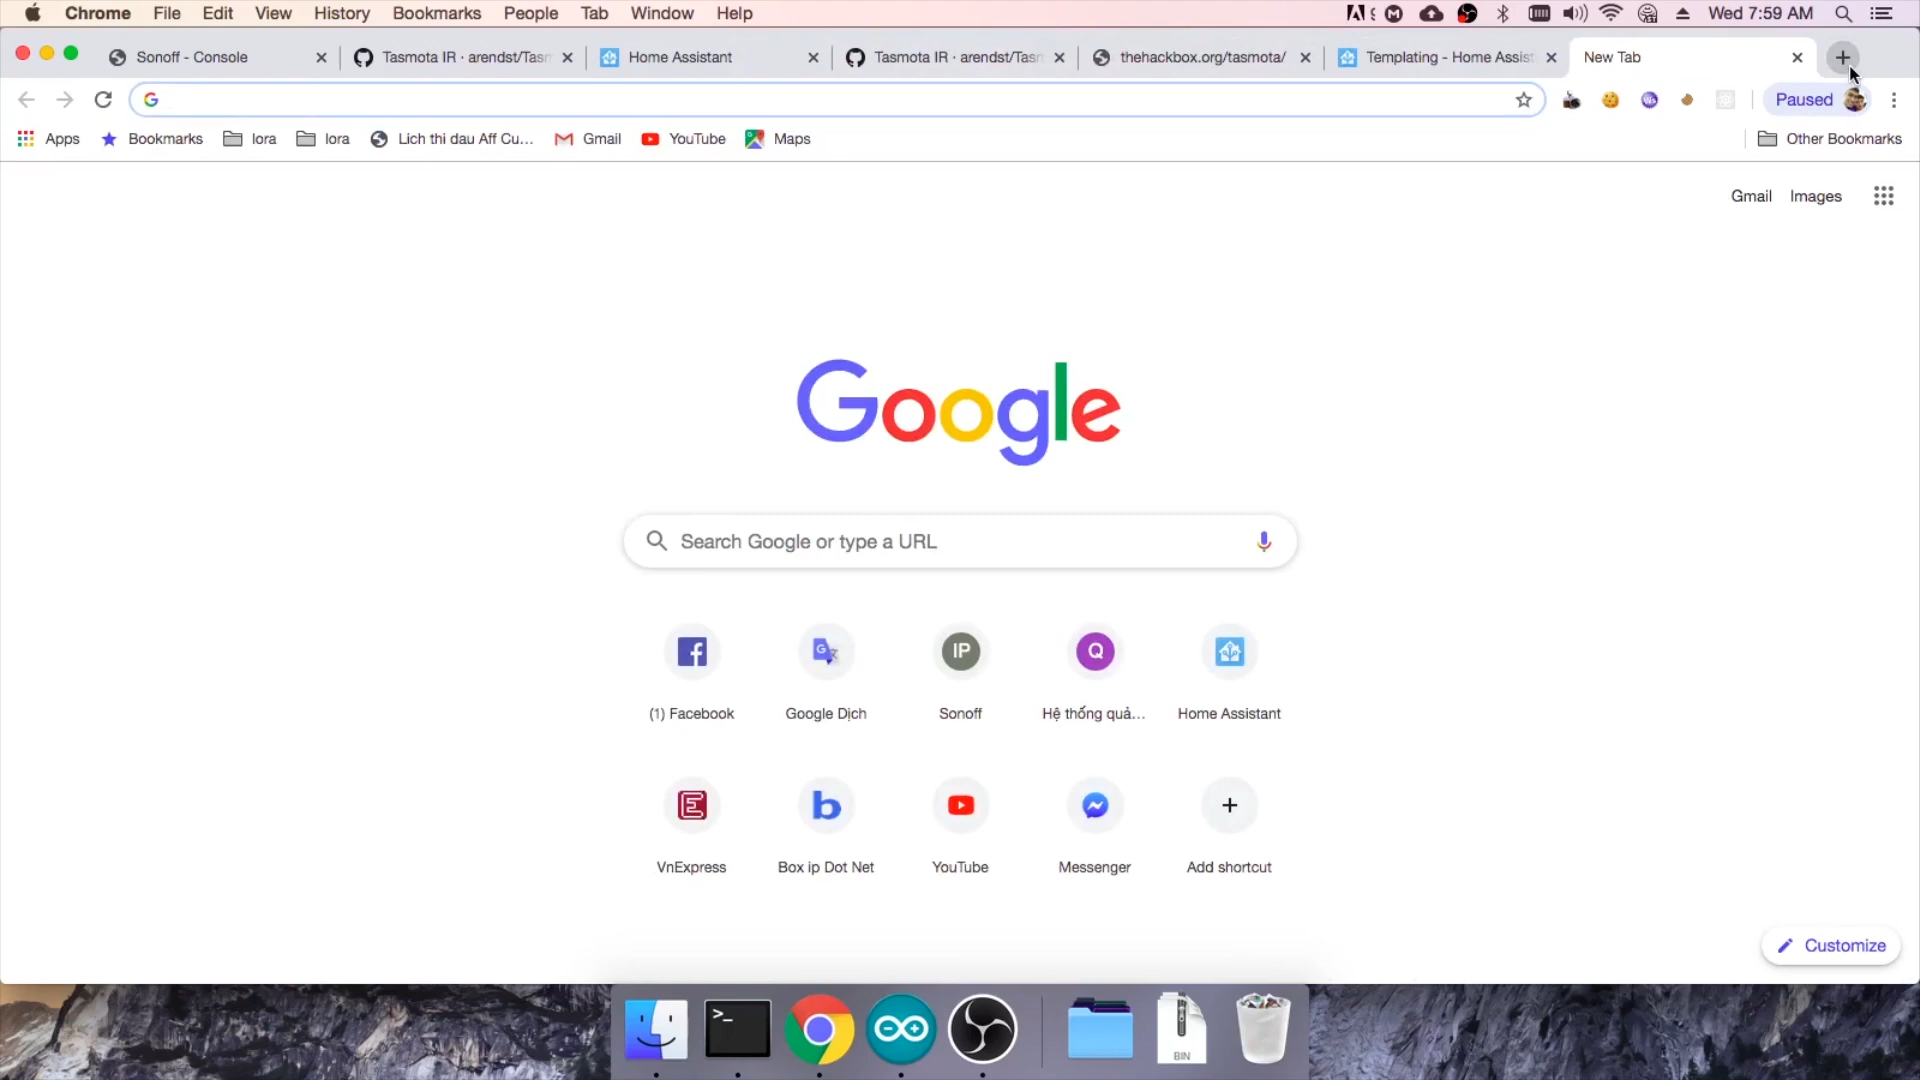 Chrome File Edit View History Bookmarks People Tab Window Help Wed 7:59 AM
Sonoff - Console Tasmota IR · arendst/Tasm Home Assistant Tasmota IR · arendst/Tasm thehackbox.org/tasmota/ Templating - Home Assist New Tab
Paused
Apps Bookmarks lora lora Lich thi dau Aff Cu... Gmail YouTube Maps Other Bookmarks
Gmail Images
Google
Search Google or type a URL
IP Q
(1) Facebook Google Dịch Sonoff Hệ thống quả... Home Assistant
VnExpress Box ip Dot Net YouTube Messenger Add shortcut
Customize
BIN